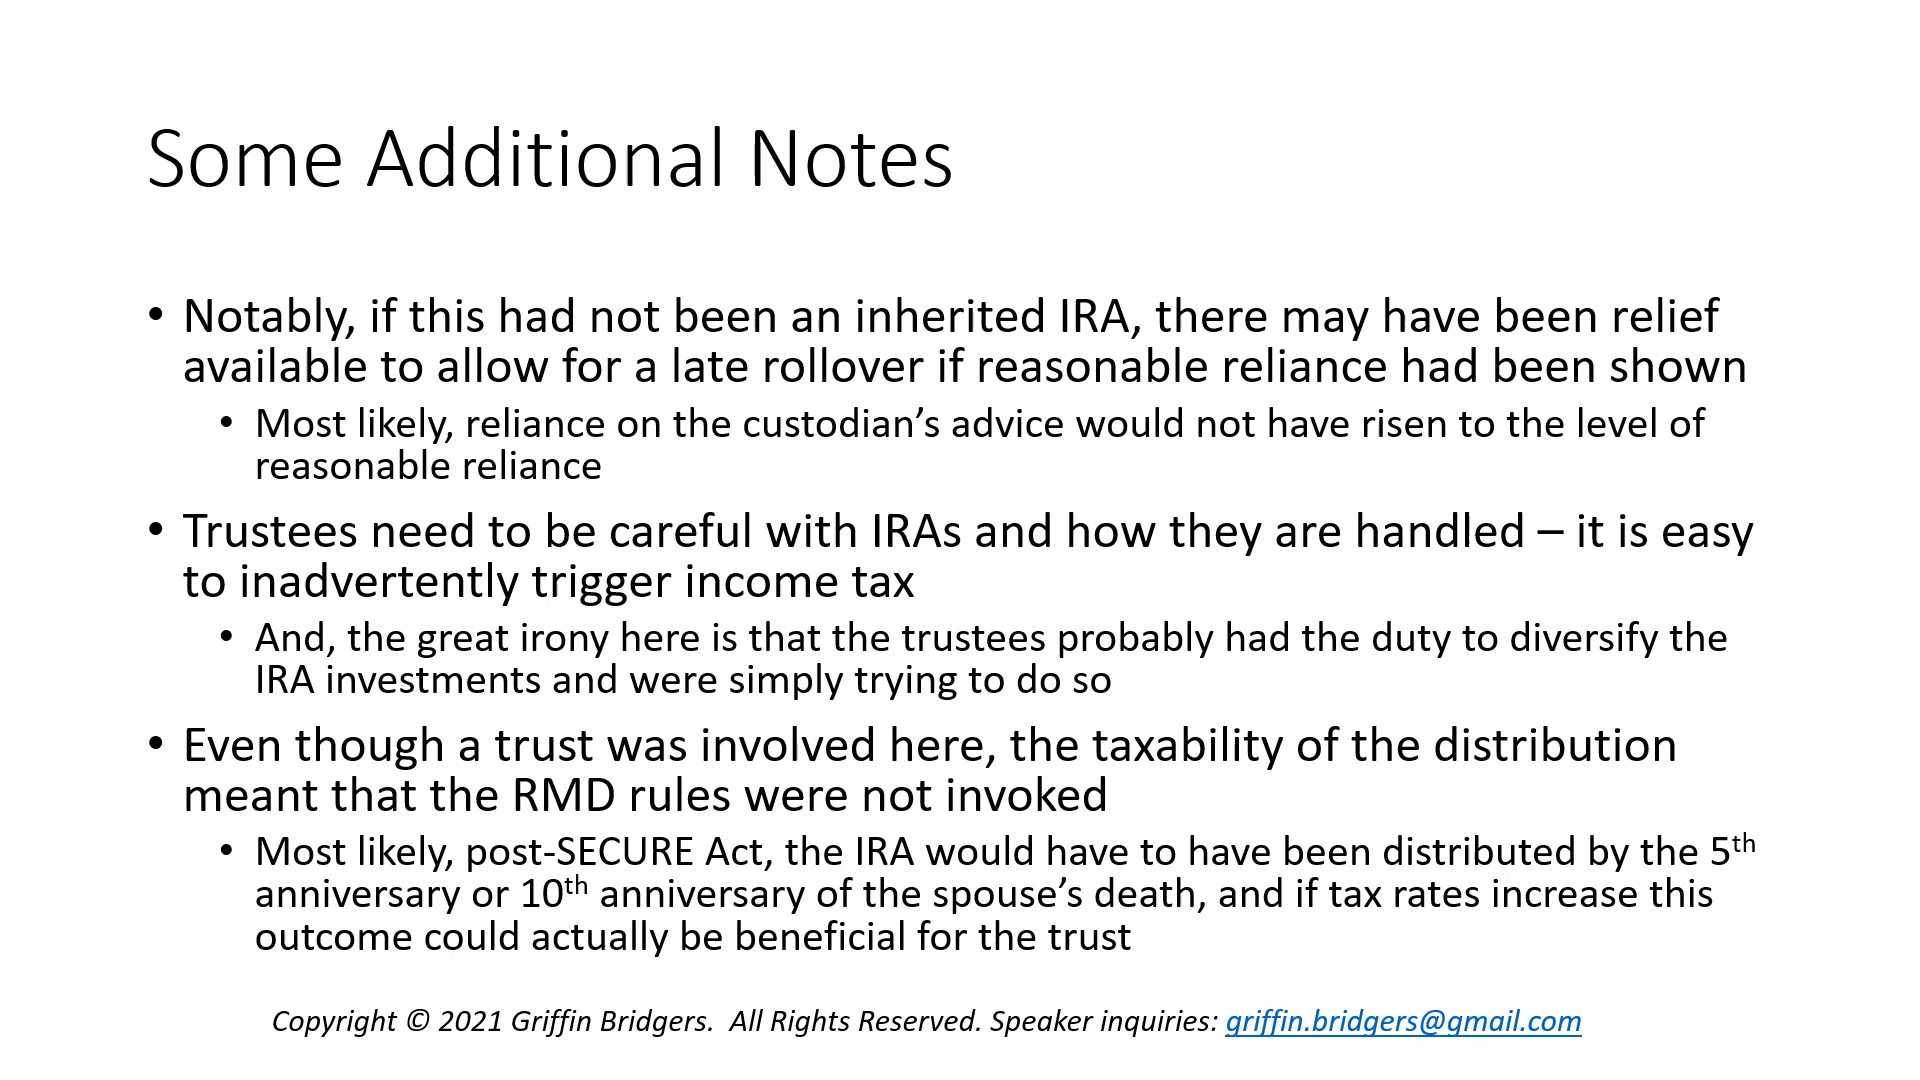 Some Additional Notes
• Notably, if this had not been an inherited IRA, there may have been relief
available to allow for a late rollover if reasonable reliance had been shown
• Most likely, reliance on the custodian’s advice would not have risen to the level of
reasonable reliance
• Trustees need to be careful with IRAs and how they are handled – it is easy
to inadvertently trigger income tax
• And, the great irony here is that the trustees probably had the duty to diversify the
IRA investments and were simply trying to do so
• Even though a trust was involved here, the taxability of the distribution
meant that the RMD rules were not invoked
• Most likely, post-SECURE Act, the IRA would have to have been distributed by the 5th
anniversary or 10th anniversary of the spouse’s death, and if tax rates increase this
outcome could actually be beneficial for the trust
Copyright © 2021 Griffin Bridgers.  All Rights Reserved. Speaker inquiries: griffin.bridgers@gmail.com